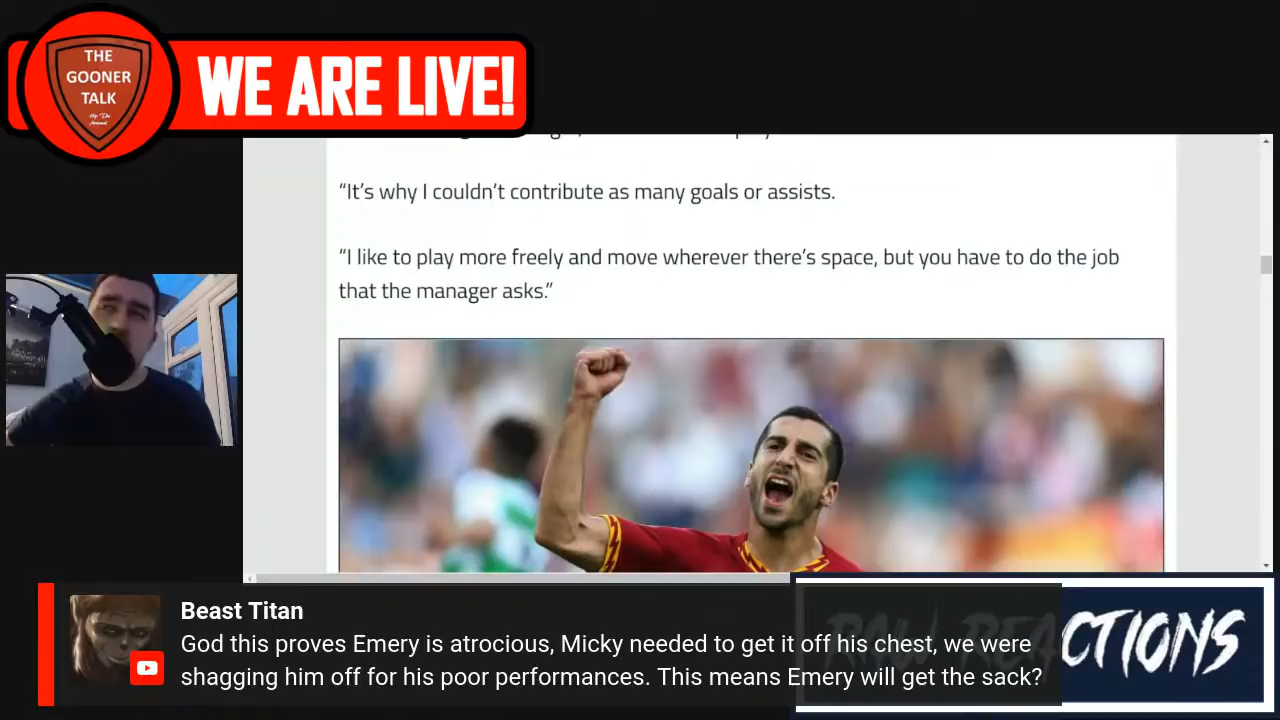 THE
GOONER
TALK
WE ARE LIVE!
“It’s why I couldn’t contribute as many goals or assists.
“I like to play more freely and move wherever there’s space, but you have to do the job
that the manager asks.”
Beast Titan
God this proves Emery is atrocious, Micky needed to get it off his chest, we were
shagging him off for his poor performances. This means Emery will get the sack?
RAW REACTIONS